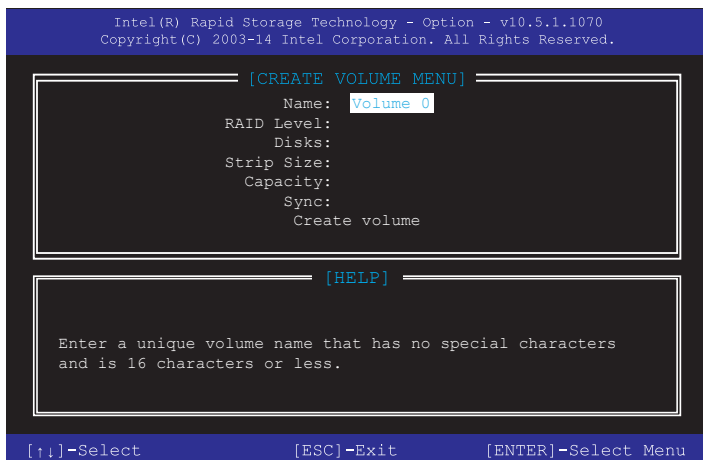 Intel(R) Rapid Storage Technology - Option - v10.5.1.1070
Copyright(C) 2003-14 Intel Corporation. All Rights Reserved.
[CREATE VOLUME MENU]
Name: Volume 0
RAID Level:
Disks:
Strip Size:
Capacity:
Sync:
Create volume
[HELP]
Enter a unique volume name that has no special characters
and is 16 characters or less.
[↑↓]-Select [ESC]-Exit [ENTER]-Select Menu